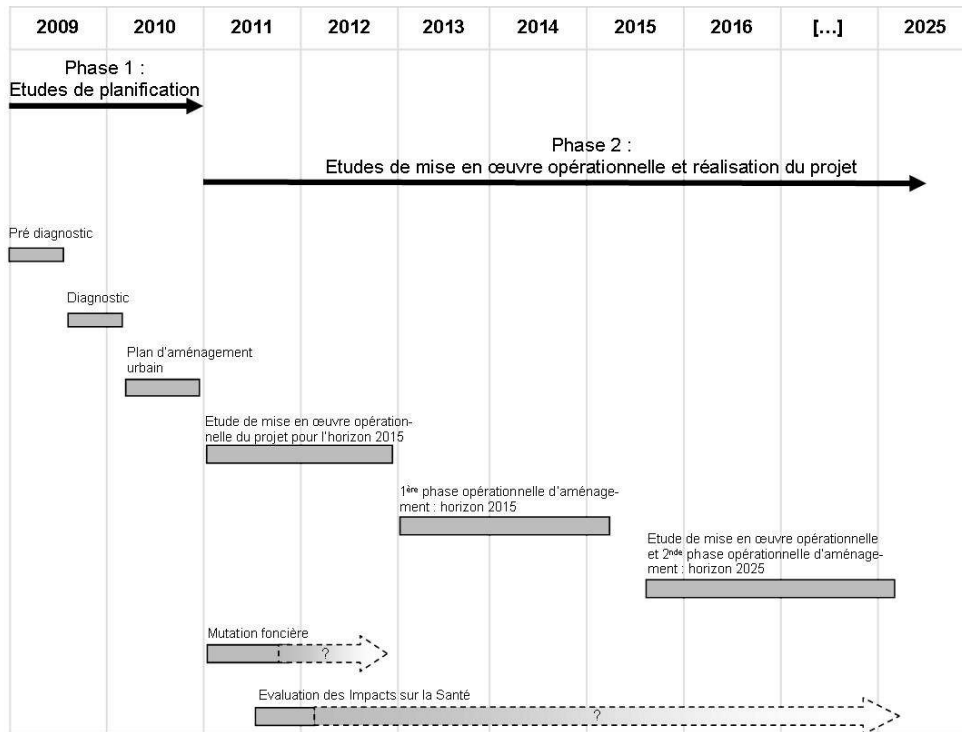 2009 2010 2011 2012 2013 2014 2015 2016 [...] 2025
Phase 1 :
Etudes de planification
Phase 2 :
Etudes de mise en œuvre opérationnelle et réalisation du projet
Pré diagnostic
Diagnostic
Plan d'aménagement
urbain
Etude de mise en œuvre opération-
nelle du projet pour l'horizon 2015
1ère phase opérationnelle d'aménage-
ment : horizon 2015
Etude de mise en œuvre opérationnelle
et 2nde phase opérationnelle d'aménage-
ment : horizon 2025
Mutation foncière
?
Evaluation des Impacts sur la Santé
?